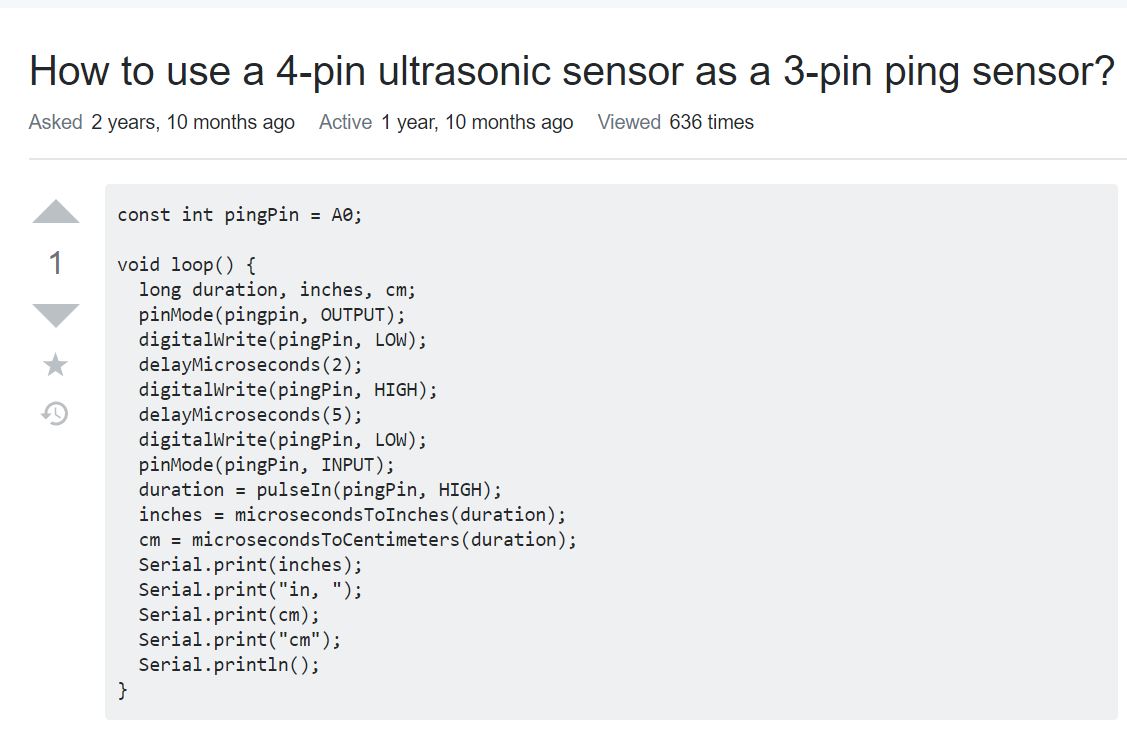 How to use a 4-pin ultrasonic sensor as a 3-pin ping sensor?
Asked 2 years, 10 months ago Active 1 year, 10 months ago Viewed 636 times
1
const int pingPin = A0;
void loop() {
long duration, inches, cm;
pinMode(pingpin, OUTPUT);
digitalWrite(pingPin, LOW);
delayMicroseconds(2);
digitalWrite(pingPin, HIGH);
delayMicroseconds(5);
digitalWrite(pingPin, LOW);
pinMode(pingPin, INPUT);
duration = pulseIn(pingPin, HIGH);
inches = microsecondsToInches(duration);
cm = microsecondsToCentimeters(duration);
Serial.print(inches);
Serial.print("in, ");
Serial.print(cm);
Serial.print("cm");
Serial.println();
}